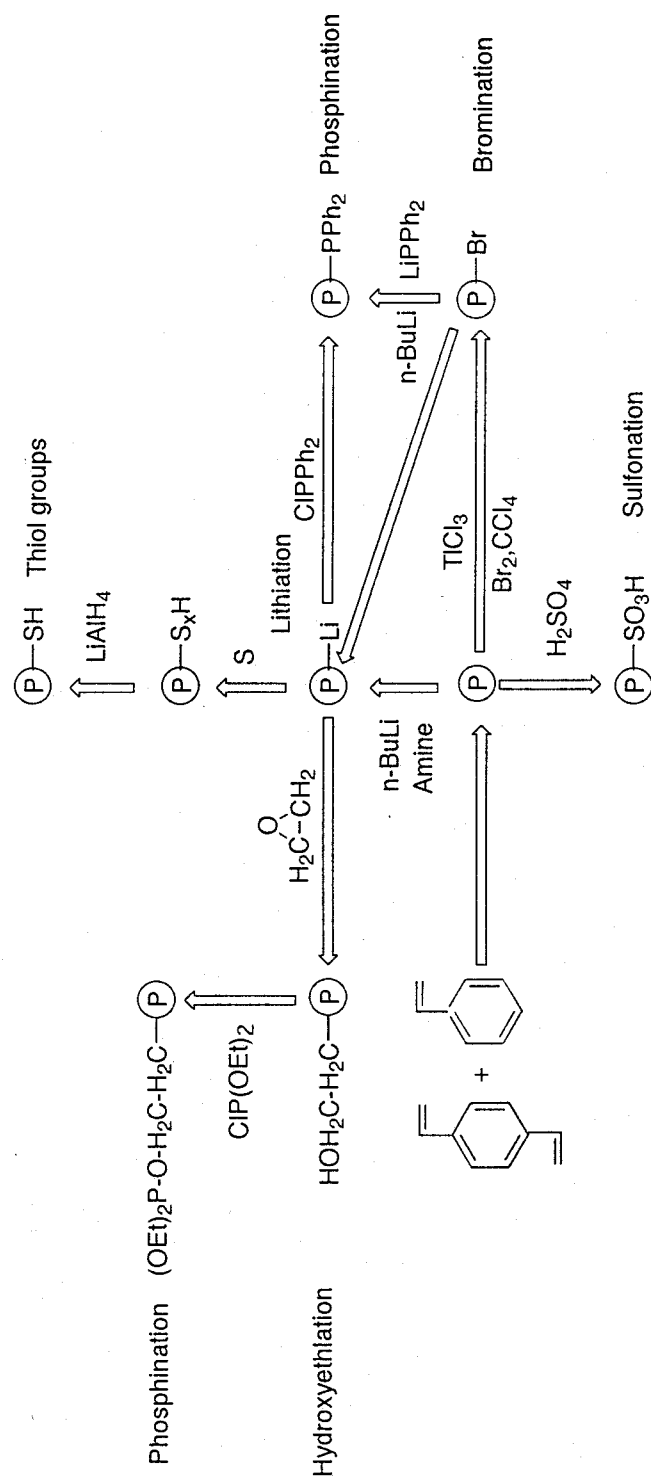 Thiol groups
P—SH
LiAlH4
P—SxH
S
Phosphination
(OEt)2P-O-H2C-H2C—P
ClP(OEt)2
Hydroxyethlation
HOH2C-H2C—P
O
H2C-CH2
P—Li
Lithiation
ClPPh2
P—PPh2
Phosphination
n-BuLi
Amine
n-BuLi
LiPPh2
+
P
TlCl3
Br2,CCl4
P—Br
Bromination
H2SO4
P—SO3H
Sulfonation